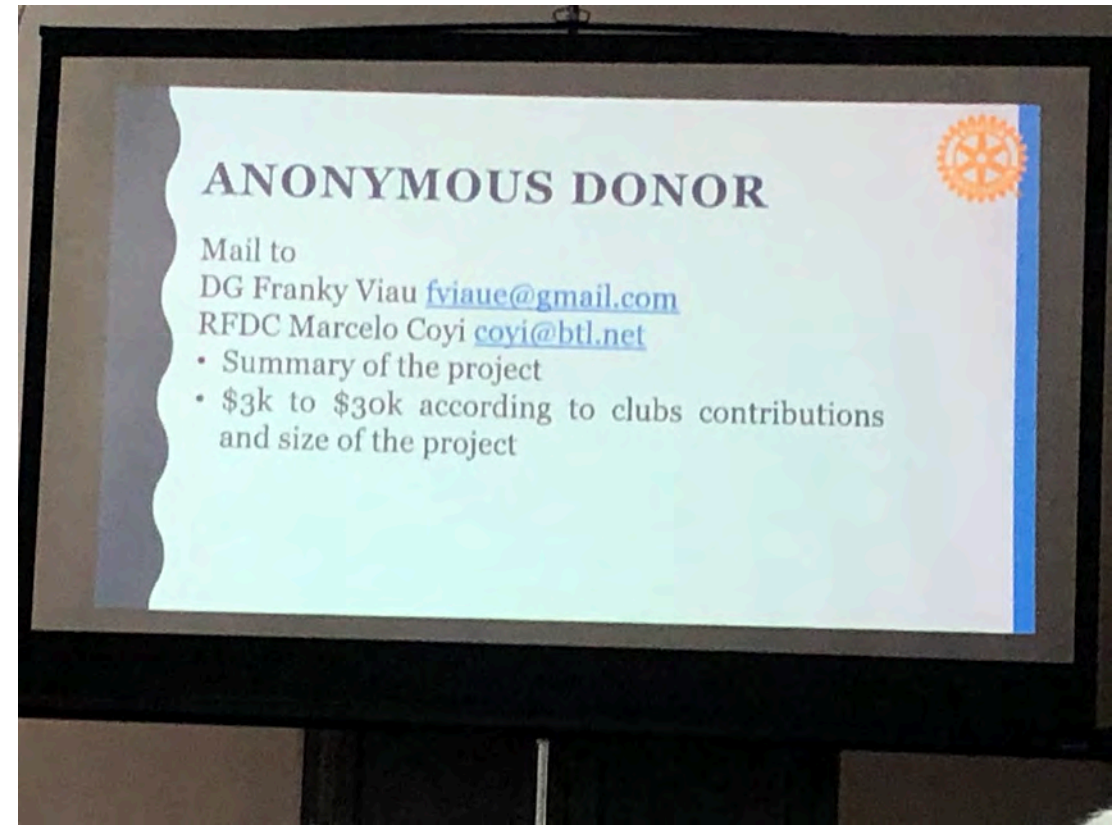 ANONYMOUS DONOR
Mail to
DG Franky Viau fviaue@gmail.com
RFDC Marcelo Coyi coyi@btl.net
• Summary of the project
• $3k to $30k according to clubs contributions
and size of the project